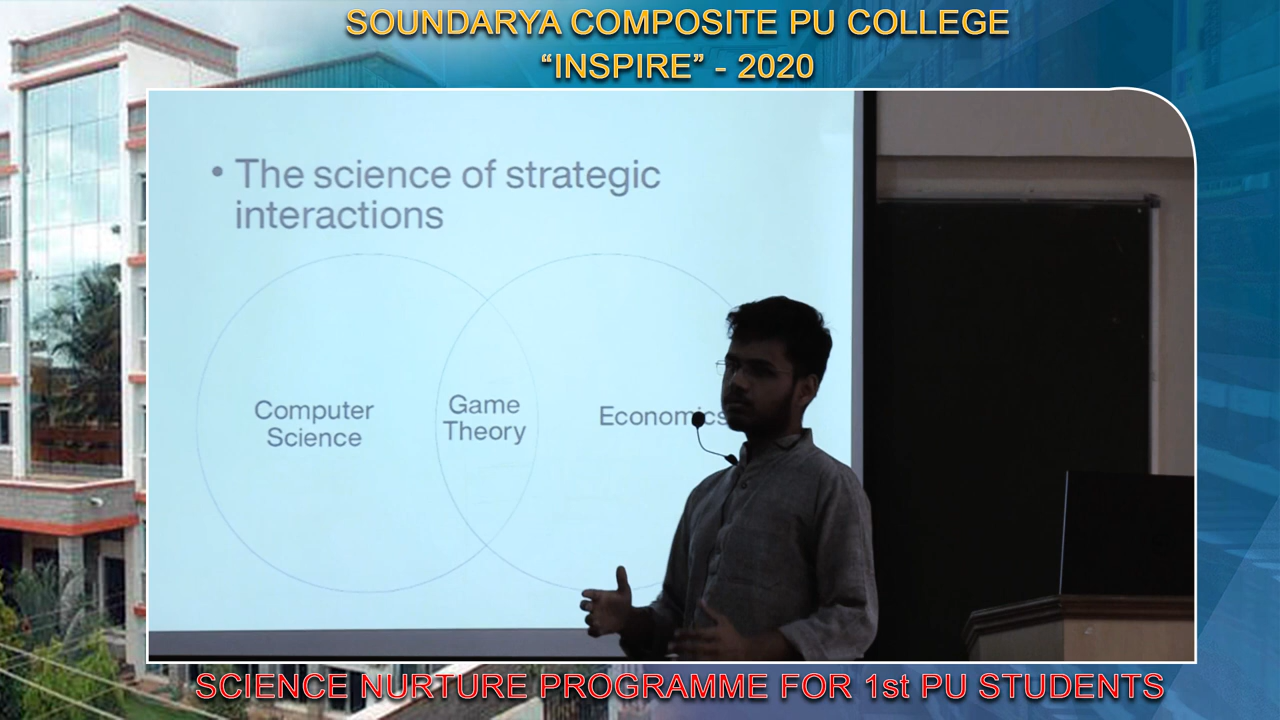 SOUNDARYA COMPOSITE PU COLLEGE
“INSPIRE” - 2020
• The science of strategic
interactions
Computer
Science
Game
Theory
Economics
SCIENCE NURTURE PROGRAMME FOR 1st PU STUDENTS